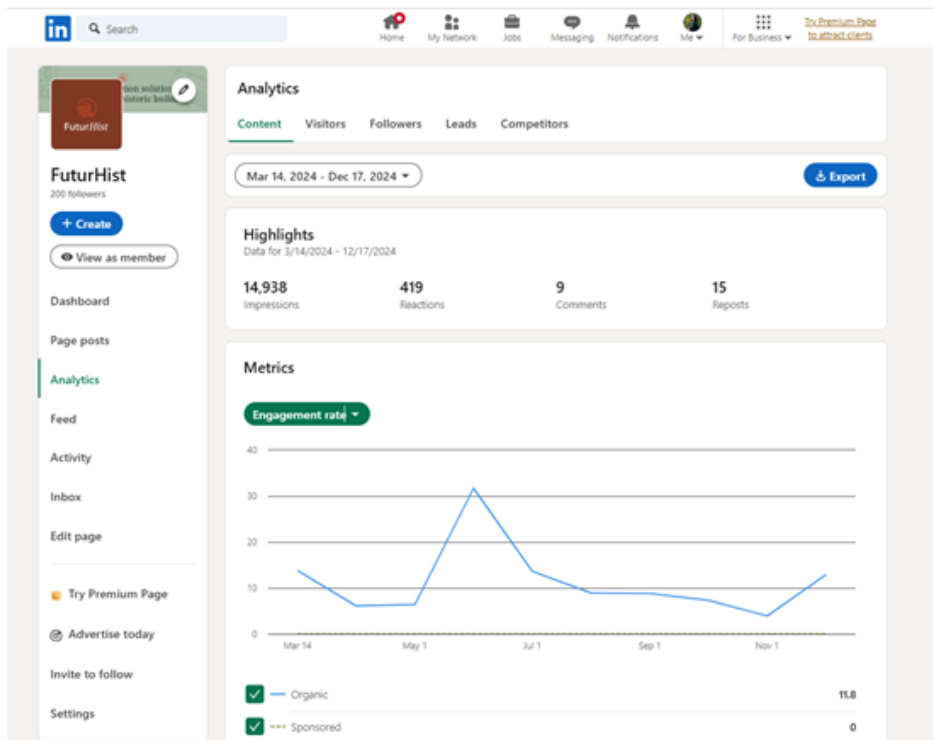 in
Search
Home
My Network
Jobs
Messaging
Notifications
Me
For Business
Try Premium Page
to attract clients
tion solutio
istoric build
FuturHist
FuturHist
200 followers
+ Create
View as member
Dashboard
Page posts
Analytics
Feed
Activity
Inbox
Edit page
Try Premium Page
Advertise today
Invite to follow
Settings
Analytics
Content Visitors Followers Leads Competitors
Mar 14, 2024 - Dec 17, 2024
Export
Highlights
Data for 3/14/2024 - 12/17/2024
14,938 419 9 15
Impressions Reactions Comments Reposts
Metrics
Engagement rate
40
30
20
10
0
Mar 14 May 1 Jul 1 Sep 1 Nov 1
Organic 11.8
Sponsored 0